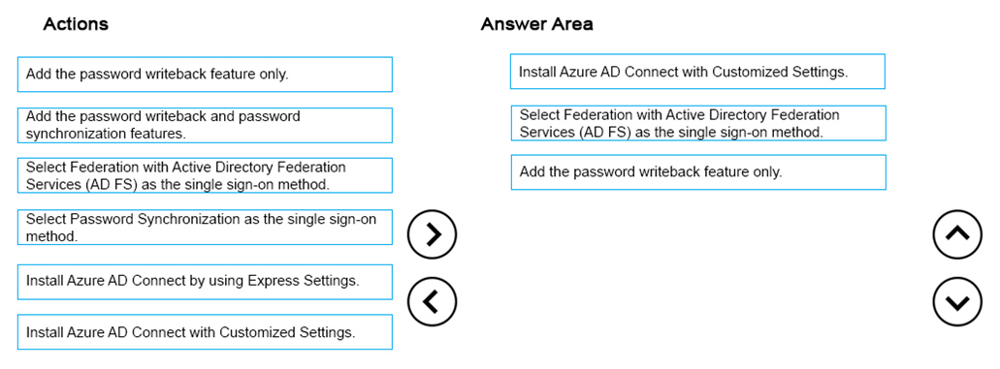 Actions
Add the password writeback feature only.
Add the password writeback and password
synchronization features.
Select Federation with Active Directory Federation
Services (AD FS) as the single sign-on method.
Select Password Synchronization as the single sign-on
method.
Install Azure AD Connect by using Express Settings.
Install Azure AD Connect with Customized Settings.
Answer Area
Install Azure AD Connect with Customized Settings.
Select Federation with Active Directory Federation
Services (AD FS) as the single sign-on method.
Add the password writeback feature only.